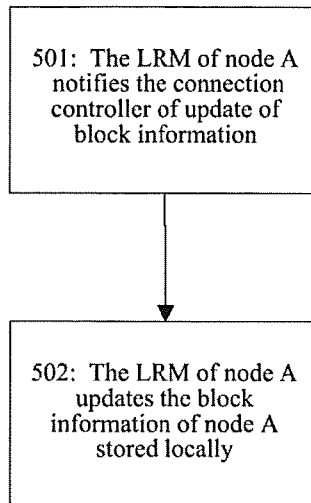 501: The LRM of node A
notifies the connection
controller of update of
block information
502: The LRM of node A
updates the block
information of node A
stored locally